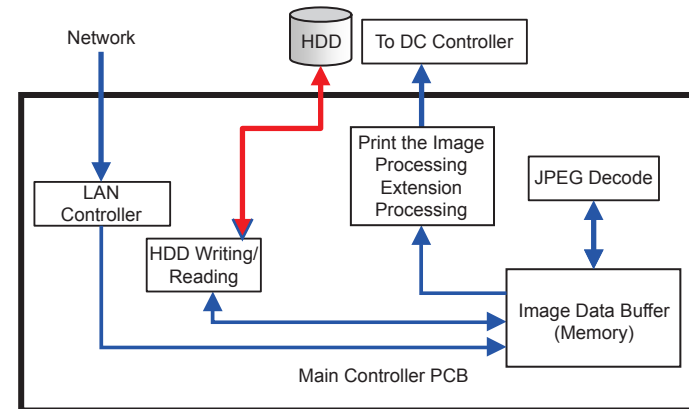 Network
HDD
To DC Controller
Print the Image
Processing
Extension
Processing
JPEG Decode
LAN
Controller
HDD Writing/
Reading
Image Data Buffer
(Memory)
Main Controller PCB